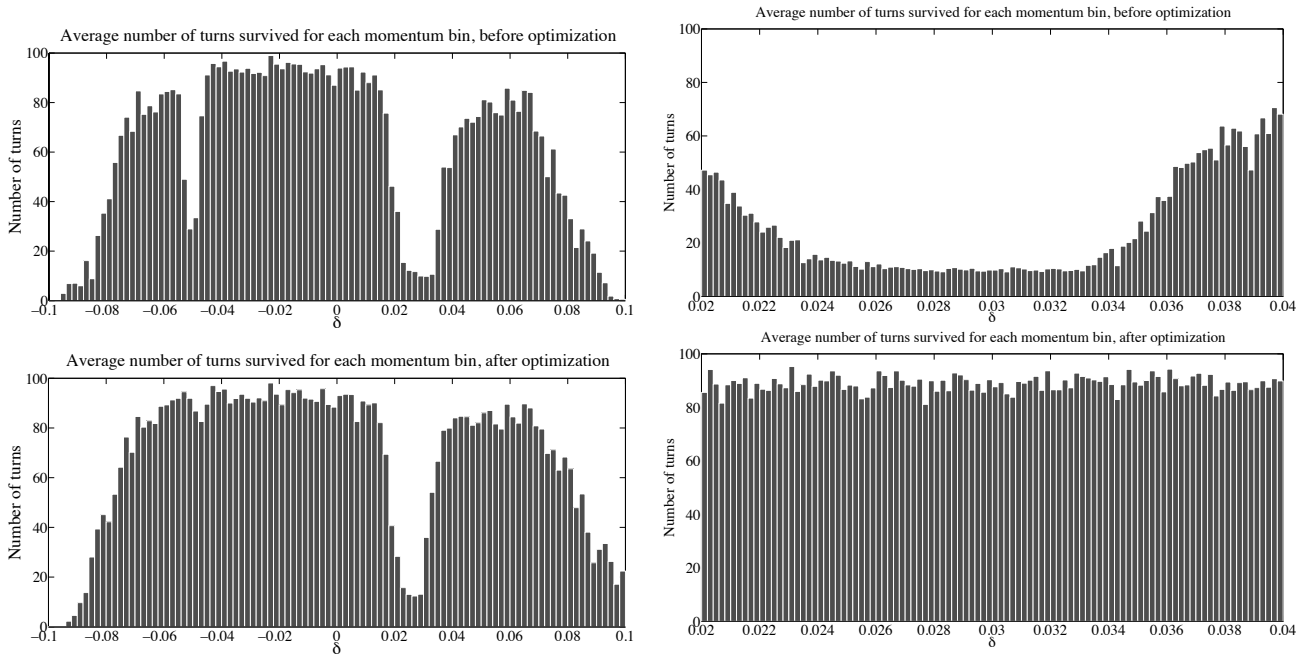 Average number of turns survived for each momentum bin, before optimization
Number of turns
100
80
60
40
20
0
–0.1 –0.08 –0.06 –0.04 –0.02 0 0.02 0.04 0.06 0.08 0.1
δ
Average number of turns survived for each momentum bin, before optimization
Number of turns
100
80
60
40
20
0
0.02 0.022 0.024 0.026 0.028 0.03 0.032 0.034 0.036 0.038 0.04
δ
Average number of turns survived for each momentum bin, after optimization
Number of turns
100
80
60
40
20
0
–0.1 –0.08 –0.06 –0.04 –0.02 0 0.02 0.04 0.06 0.08 0.1
δ
Average number of turns survived for each momentum bin, after optimization
Number of turns
100
80
60
40
20
0
0.02 0.022 0.024 0.026 0.028 0.03 0.032 0.034 0.036 0.038 0.04
δ